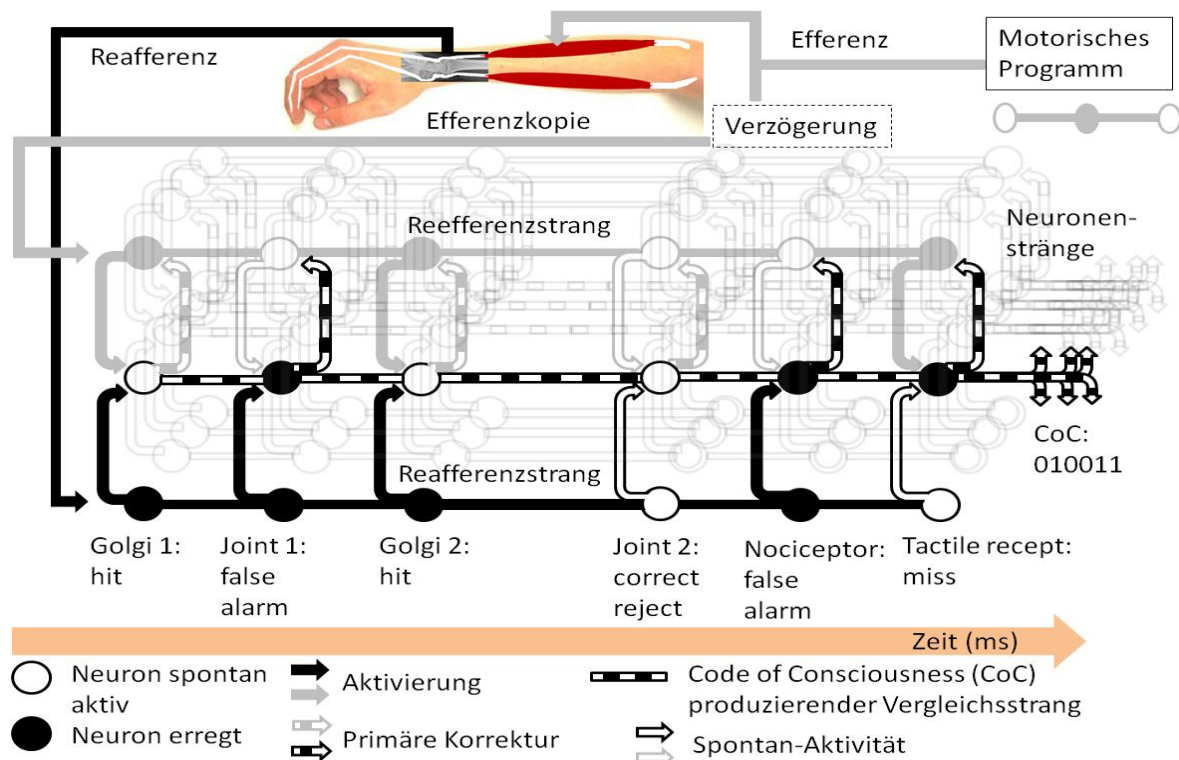 Reafferenz
Efferenz
Motorisches
Programm
Efferenzkopie
Verzögerung
Reefferenzstrang
Neuronen-
stränge
Reafferenzstrang
CoC:
010011
Golgi 1:
hit
Joint 1:
false
alarm
Golgi 2:
hit
Joint 2:
correct
reject
Nociceptor:
false
alarm
Tactile recept:
miss
Zeit (ms)
Neuron spontan
aktiv
Neuron erregt
Aktivierung
Primäre Korrektur
Code of Consciousness (CoC)
produzierender Vergleichsstrang
Spontan-Aktivität